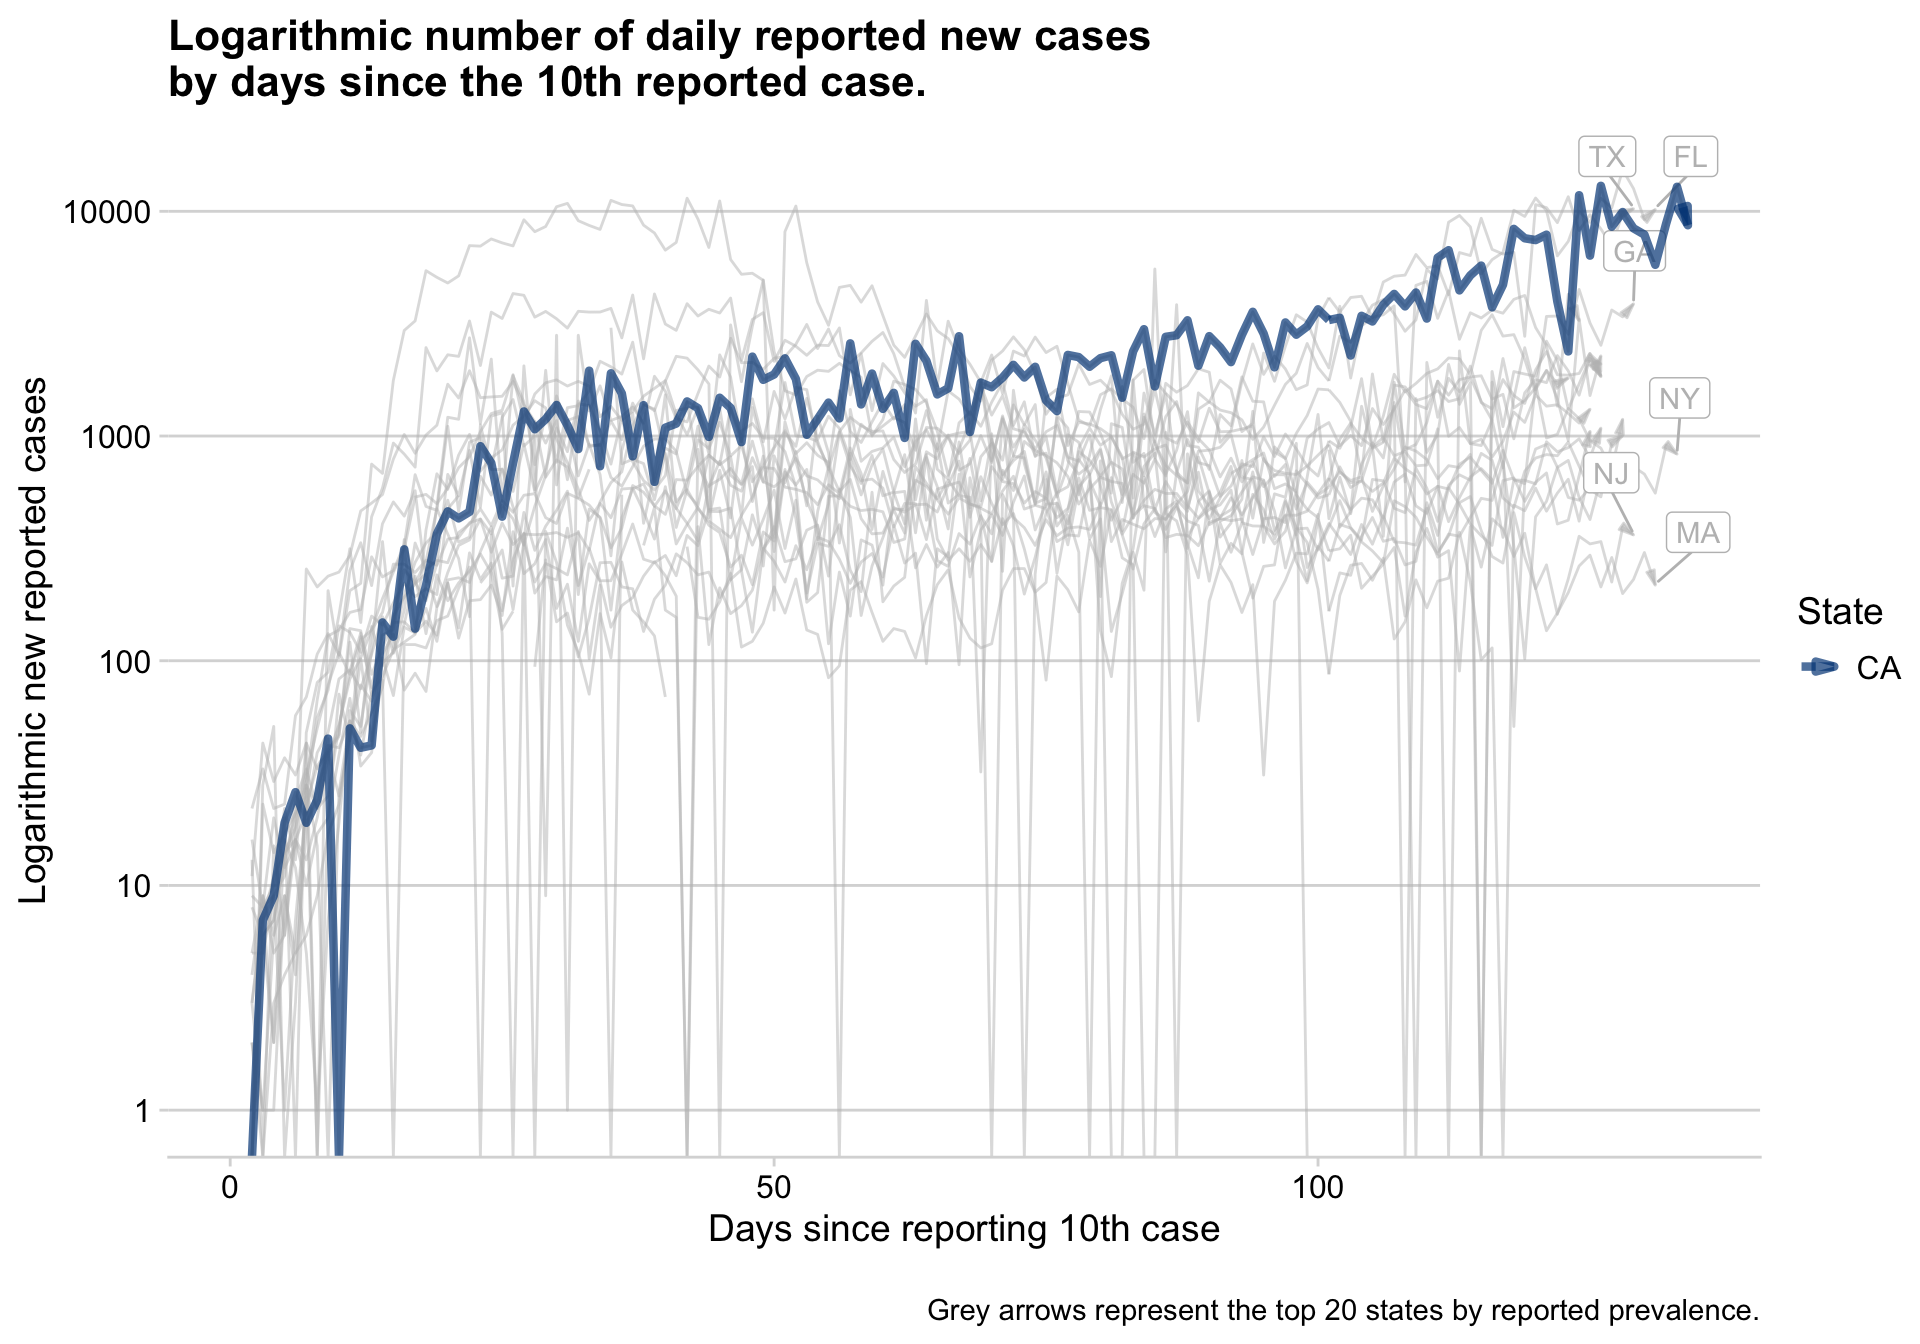 Logarithmic number of daily reported new cases
by days since the 10th reported case.
TX
FL
10000
GA
NY
1000
NJ
MA
Logarithmic new reported cases
State
100
CA
10
1
0
50
100
Days since reporting 10th case
Grey arrows represent the top 20 states by reported prevalence.